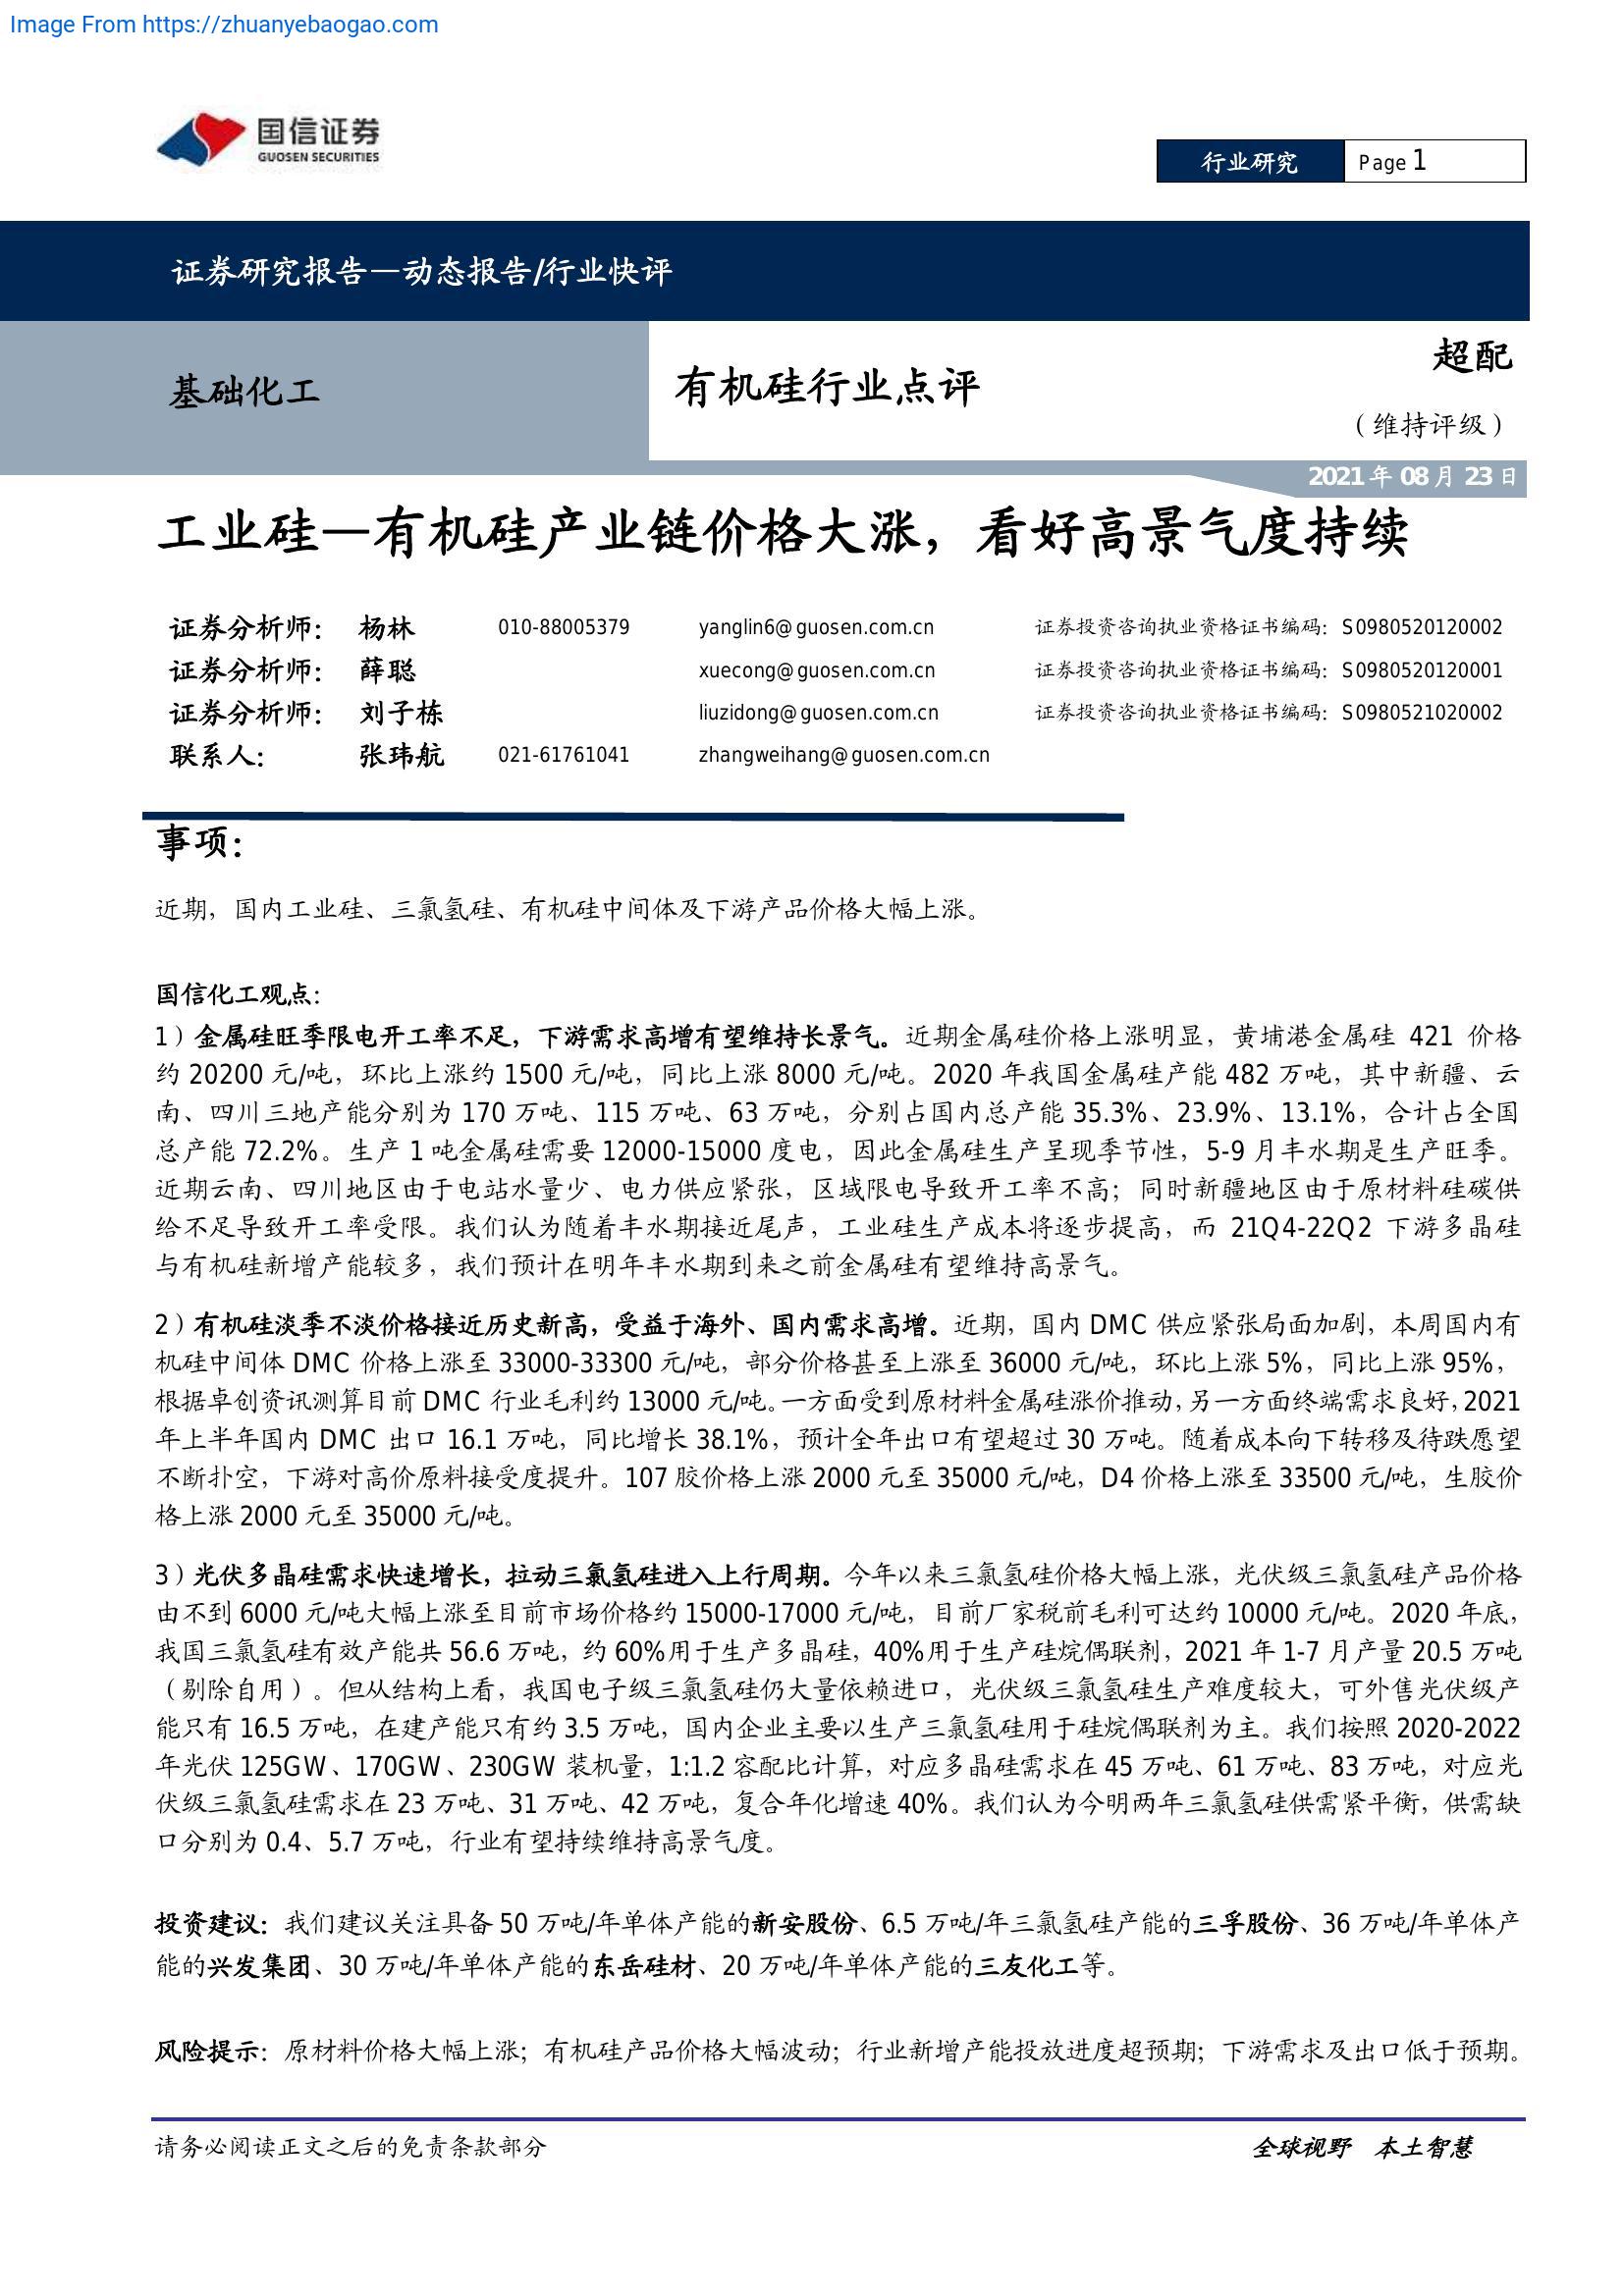 Image From https://zhuanyebaogao.com
国信证券
GUOSEN SECURITIES
行业研究 Page 1
证券研究报告—动态报告/行业快评
基础化工
有机硅行业点评
超配
（维持评级）
2021 年 08 月 23 日
工业硅—有机硅产业链价格大涨，看好高景气度持续
证券分析师： 杨林 010-88005379 yanglin6@guosen.com.cn 证券投资咨询执业资格证书编码：S0980520120002
证券分析师： 薛聪 xuecong@guosen.com.cn 证券投资咨询执业资格证书编码：S0980520120001
证券分析师： 刘子栋 liuzidong@guosen.com.cn 证券投资咨询执业资格证书编码：S0980521020002
联系人： 张玮航 021-61761041 zhangweihang@guosen.com.cn
事项：
近期，国内工业硅、三氯氢硅、有机硅中间体及下游产品价格大幅上涨。
国信化工观点：
1）金属硅旺季限电开工率不足，下游需求高增有望维持长景气。近期金属硅价格上涨明显，黄埔港金属硅 421 价格
约 20200 元/吨，环比上涨约 1500 元/吨，同比上涨 8000 元/吨。2020 年我国金属硅产能 482 万吨，其中新疆、云
南、四川三地产能分别为 170 万吨、115 万吨、63 万吨，分别占国内总产能 35.3%、23.9%、13.1%，合计占全国
总产能 72.2%。生产 1 吨金属硅需要 12000-15000 度电，因此金属硅生产呈现季节性，5-9 月丰水期是生产旺季。
近期云南、四川地区由于电站水量少、电力供应紧张，区域限电导致开工率不高；同时新疆地区由于原材料硅碳供
给不足导致开工率受限。我们认为随着丰水期接近尾声，工业硅生产成本将逐步提高，而 21Q4-22Q2 下游多晶硅
与有机硅新增产能较多，我们预计在明年丰水期到来之前金属硅有望维持高景气。
2）有机硅淡季不淡价格接近历史新高，受益于海外、国内需求高增。近期，国内 DMC 供应紧张局面加剧，本周国内有
机硅中间体 DMC 价格上涨至 33000-33300 元/吨，部分价格甚至上涨至 36000 元/吨，环比上涨 5%，同比上涨 95%，
根据卓创资讯测算目前 DMC 行业毛利约 13000 元/吨。一方面受到原材料金属硅涨价推动，另一方面终端需求良好，2021
年上半年国内 DMC 出口 16.1 万吨，同比增长 38.1%，预计全年出口有望超过 30 万吨。随着成本向下转移及待跌愿望
不断扑空，下游对高价原料接受度提升。107 胶价格上涨 2000 元至 35000 元/吨，D4 价格上涨至 33500 元/吨，生胶价
格上涨 2000 元至 35000 元/吨。
3）光伏多晶硅需求快速增长，拉动三氯氢硅进入上行周期。今年以来三氯氢硅价格大幅上涨，光伏级三氯氢硅产品价格
由不到 6000 元/吨大幅上涨至目前市场价格约 15000-17000 元/吨，目前厂家税前毛利可达约 10000 元/吨。2020 年底，
我国三氯氢硅有效产能共 56.6 万吨，约 60%用于生产多晶硅，40%用于生产硅烷偶联剂，2021 年 1-7 月产量 20.5 万吨
（剔除自用）。但从结构上看，我国电子级三氯氢硅仍大量依赖进口，光伏级三氯氢硅生产难度较大，可外售光伏级产
能只有 16.5 万吨，在建产能只有约 3.5 万吨，国内企业主要以生产三氯氢硅用于硅烷偶联剂为主。我们按照 2020-2022
年光伏 125GW、170GW、230GW 装机量，1:1.2 容配比计算，对应多晶硅需求在 45 万吨、61 万吨、83 万吨，对应光
伏级三氯氢硅需求在 23 万吨、31 万吨、42 万吨，复合年化增速 40%。我们认为今明两年三氯氢硅供需紧平衡，供需缺
口分别为 0.4、5.7 万吨，行业有望持续维持高景气度。
投资建议：我们建议关注具备 50 万吨/年单体产能的新安股份、6.5 万吨/年三氯氢硅产能的三孚股份、36 万吨/年单体产
能的兴发集团、30 万吨/年单体产能的东岳硅材、20 万吨/年单体产能的三友化工等。
风险提示：原材料价格大幅上涨；有机硅产品价格大幅波动；行业新增产能投放进度超预期；下游需求及出口低于预期。
请务必阅读正文之后的免责条款部分 全球视野 本土智慧